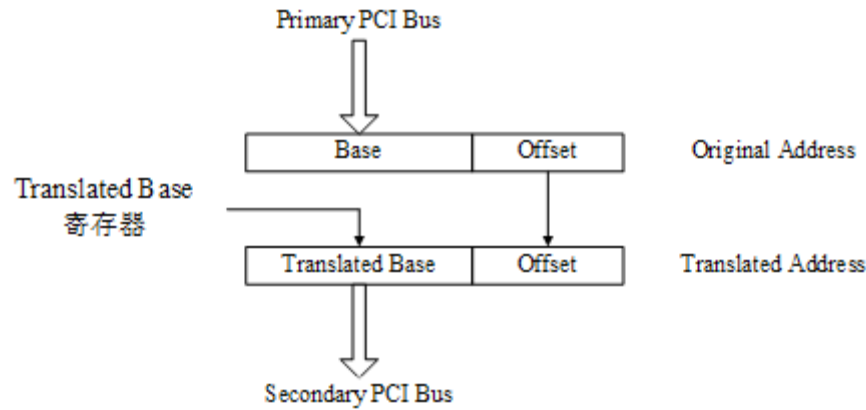 Primary PCI Bus
Base Offset Original Address
Translated Base
寄存器
Translated Base Offset Translated Address
Secondary PCI Bus